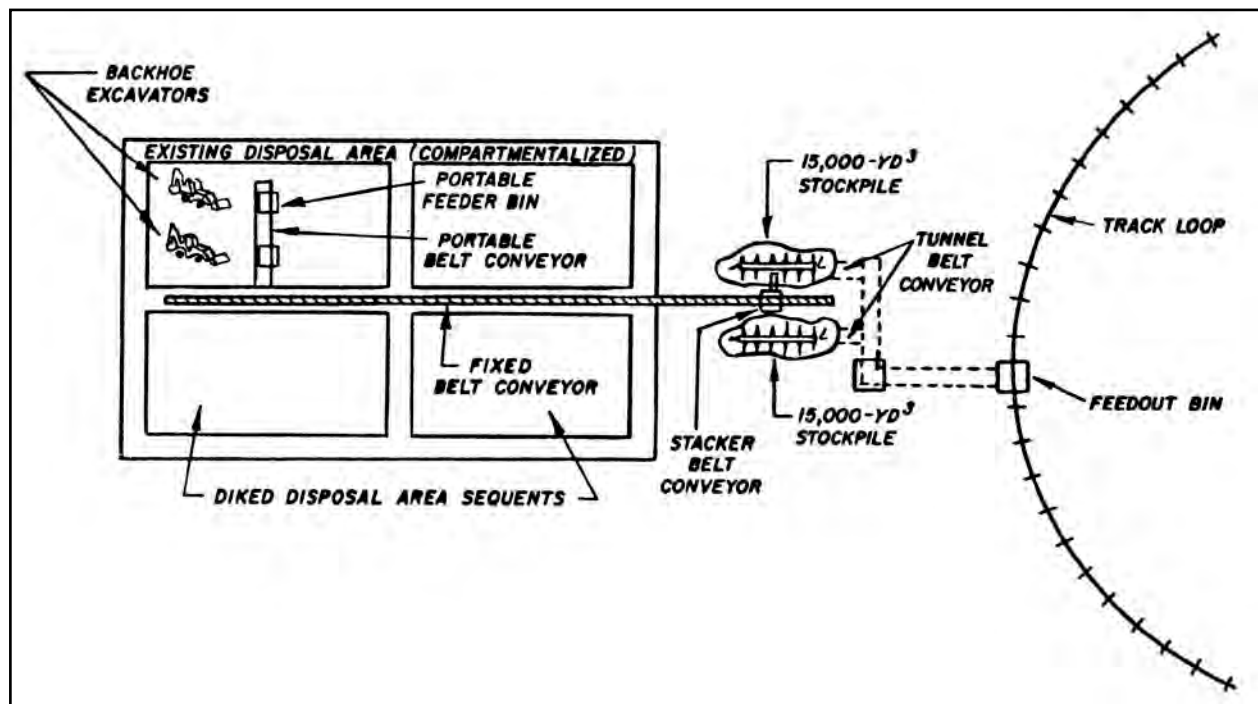 BACKHOE
EXCAVATORS
EXISTING DISPOSAL AREA (COMPARTMENTALIZED)
PORTABLE
FEEDER BIN
PORTABLE
BELT CONVEYOR
FIXED
BELT CONVEYOR
DIKED DISPOSAL AREA SEQUENTS
15,000-YD³
STOCKPILE
TUNNEL
BELT
CONVEYOR
15,000-YD³
STOCKPILE
STACKER
BELT
CONVEYOR
TRACK LOOP
FEEDOUT BIN